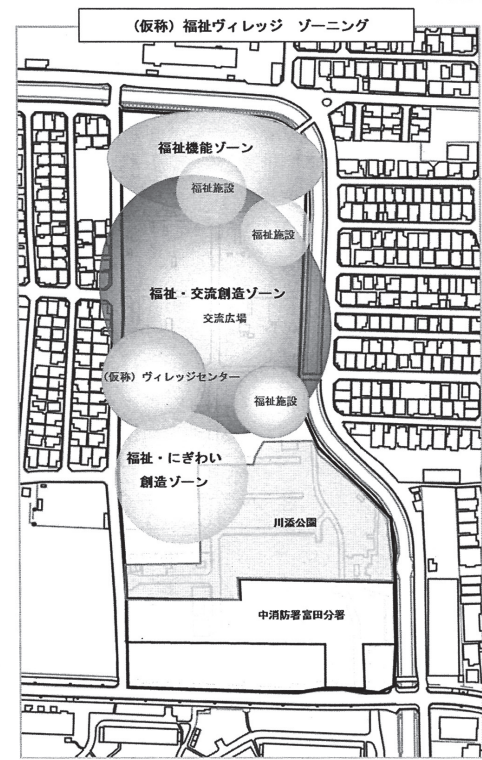 (仮称)福祉ヴィレッジ　ゾーニング
福祉機能ゾーン
福祉施設
福祉施設
福祉・交流創造ゾーン
交流広場
(仮称)ヴィレッジセンター
福祉施設
福祉・にぎわい
創造ゾーン
川添公園
中消防署富田分署